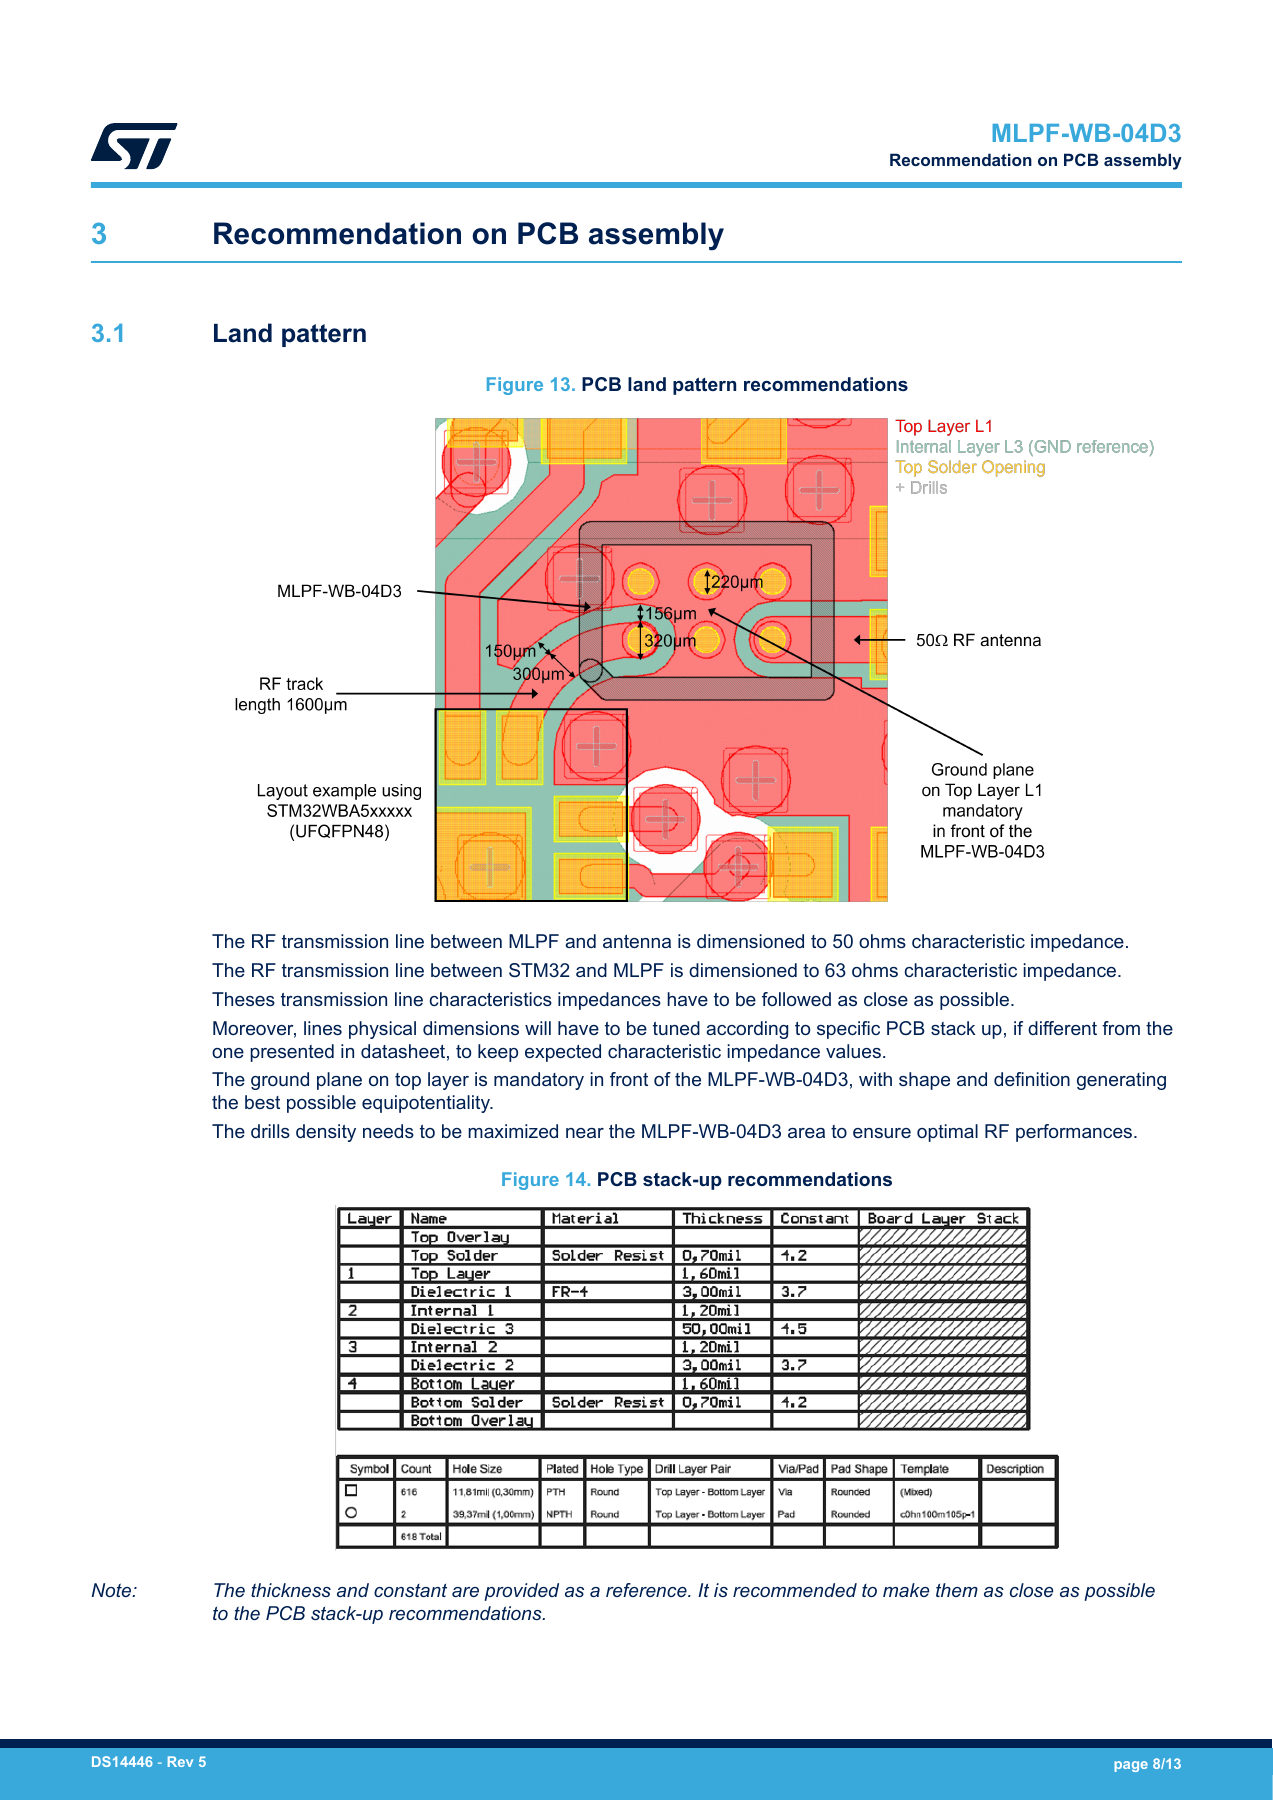 MLPF-WB-04D3
Recommendation on PCB assembly
3 Recommendation on PCB assembly
3.1 Land pattern
Figure 13. PCB land pattern recommendations
Top Layer L1
Internal Layer L3 (GND reference)
Top Solder Opening
+ Drills
MLPF-WB-04D3
220µm
156µm
320µm
150µm
300µm
50Ω RF antenna
RF track
length 1600µm
Layout example using
STM32WBA5xxxxx
(UFQFPN48)
Ground plane
on Top Layer L1
mandatory
in front of the
MLPF-WB-04D3
The RF transmission line between MLPF and antenna is dimensioned to 50 ohms characteristic impedance.
The RF transmission line between STM32 and MLPF is dimensioned to 63 ohms characteristic impedance.
Theses transmission line characteristics impedances have to be followed as close as possible.
Moreover, lines physical dimensions will have to be tuned according to specific PCB stack up, if different from the
one presented in datasheet, to keep expected characteristic impedance values.
The ground plane on top layer is mandatory in front of the MLPF-WB-04D3, with shape and definition generating
the best possible equipotentiality.
The drills density needs to be maximized near the MLPF-WB-04D3 area to ensure optimal RF performances.
Figure 14. PCB stack-up recommendations
Layer Name Material Thickness Constant Board Layer Stack
Top Overlay
Top Solder Solder Resist 0,70mil 4.2
1 Top Layer 1,60mil
Dielectric 1 FR-4 3,00mil 3.7
2 Internal 1 1,20mil
Dielectric 3 50,00mil 4.5
3 Internal 2 1,20mil
Dielectric 2 3,00mil 3.7
4 Bottom Layer 1,60mil
Bottom Solder Solder Resist 0,70mil 4.2
Bottom Overlay
Symbol Count Hole Size Plated Hole Type Drill Layer Pair Via/Pad Pad Shape Template Description
616 11,81mil (0,30mm) PTH Round Top Layer - Bottom Layer Via Rounded (Mixed)
2 39,37mil (1,00mm) NPTH Round Top Layer - Bottom Layer Pad Rounded c0hn100m105p-1
618 Total
Note: The thickness and constant are provided as a reference. It is recommended to make them as close as possible
to the PCB stack-up recommendations.
DS14446 - Rev 5
page 8/13